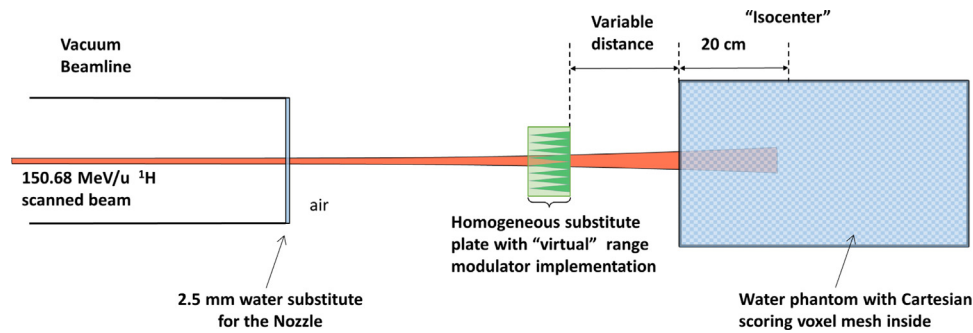 Vacuum
Beamline
Variable
distance
“Isocenter”
20 cm
150.68 MeV/u ¹H
scanned beam
air
Homogeneous substitute
plate with “virtual” range
modulator implementation
2.5 mm water substitute
for the Nozzle
Water phantom with Cartesian
scoring voxel mesh inside